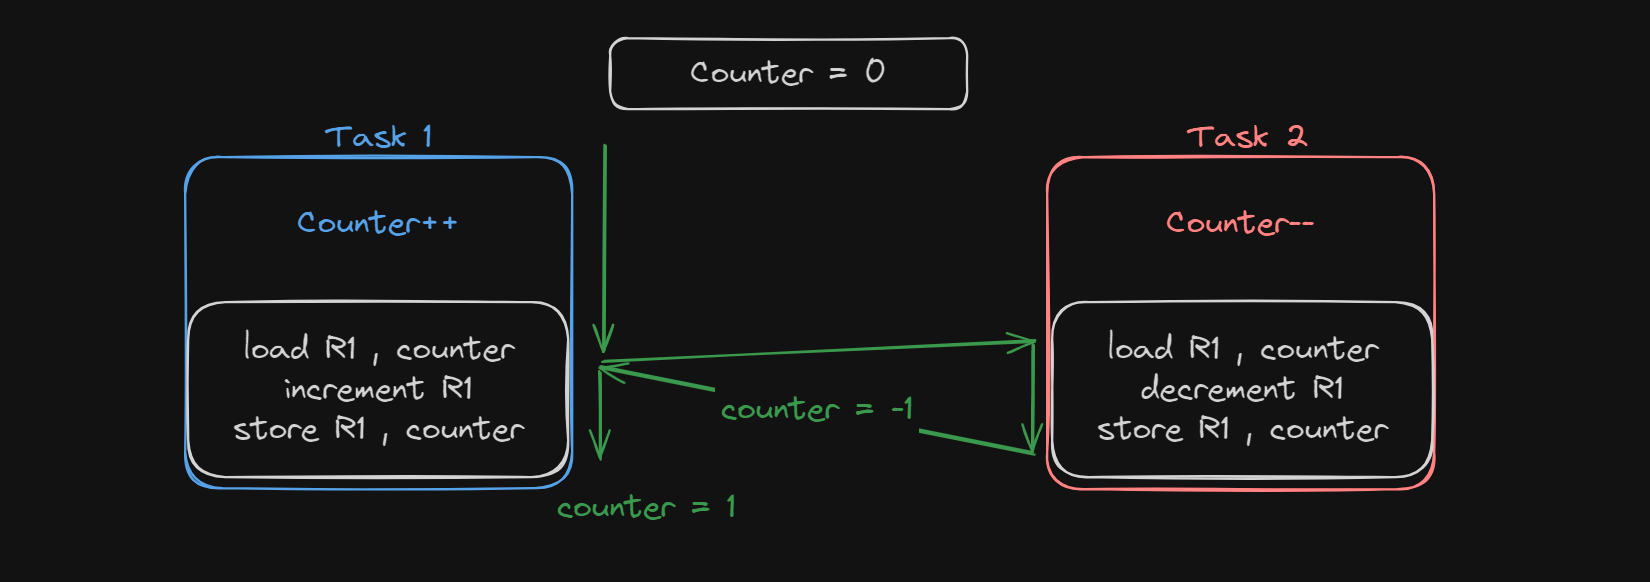 Counter = 0
Task 1
Counter++
load R1 , counter
increment R1
store R1 , counter
Task 2
Counter--
load R1 , counter
decrement R1
store R1 , counter
counter = -1
counter = 1